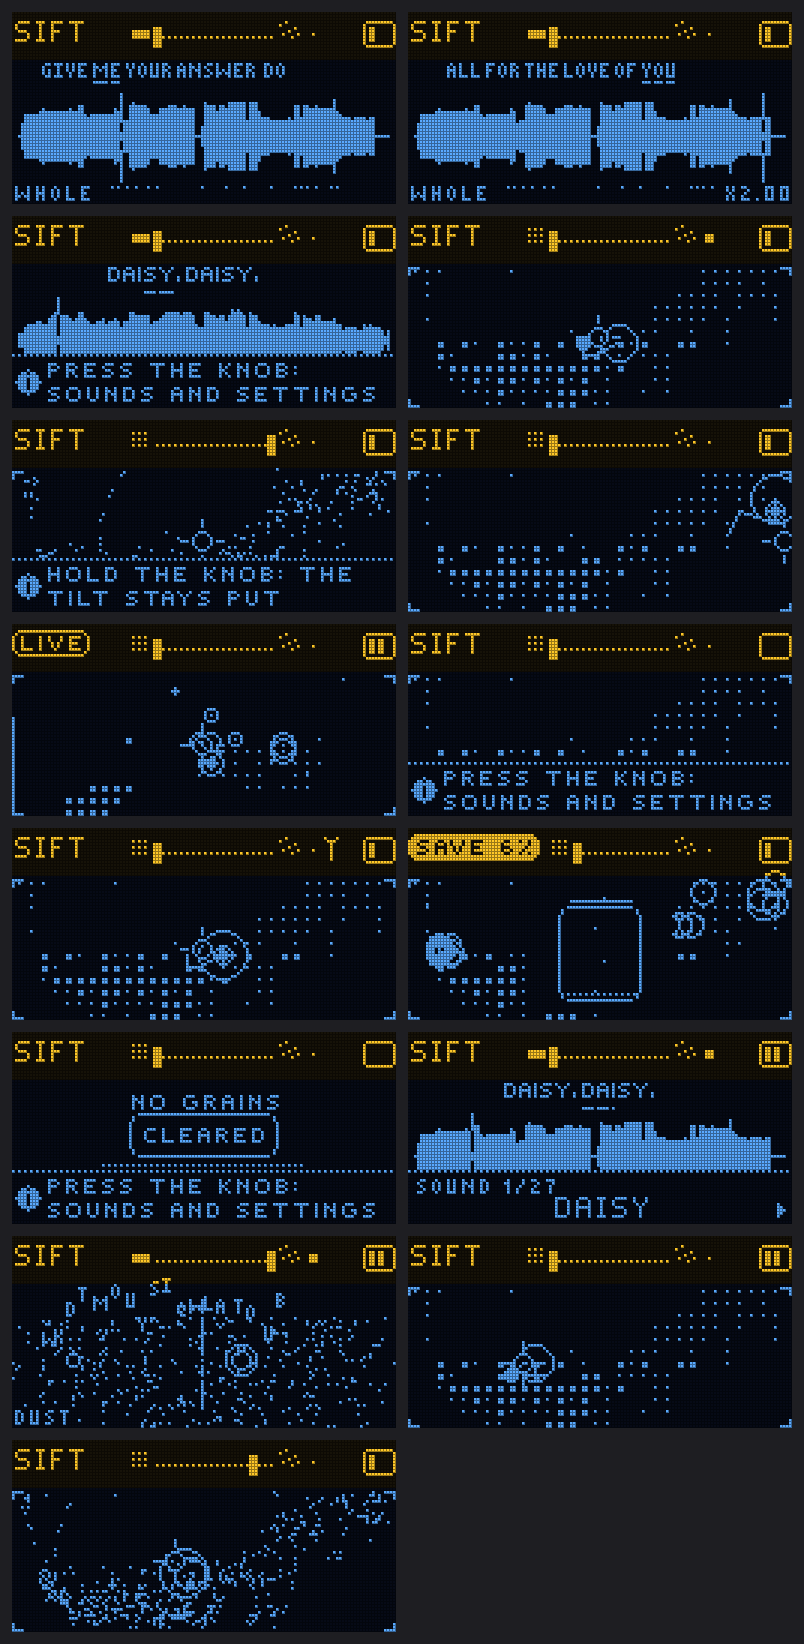 SIFT
GIVE ME YOUR ANSWER DO
WHOLE
SIFT
ALL FOR THE LOVE OF YOU
WHOLE X2.00
SIFT
DAISY, DAISY,
PRESS THE KNOB:
SOUNDS AND SETTINGS
SIFT
SIFT
HOLD THE KNOB: THE
TILT STAYS PUT
SIFT
LIVE
SIFT
PRESS THE KNOB:
SOUNDS AND SETTINGS
SIFT
SAVE 6%
SIFT
NO GRAINS
CLEARED
PRESS THE KNOB:
SOUNDS AND SETTINGS
SIFT
DAISY, DAISY,
SOUND 1/27
DAISY
SIFT
DUST
SIFT
SIFT